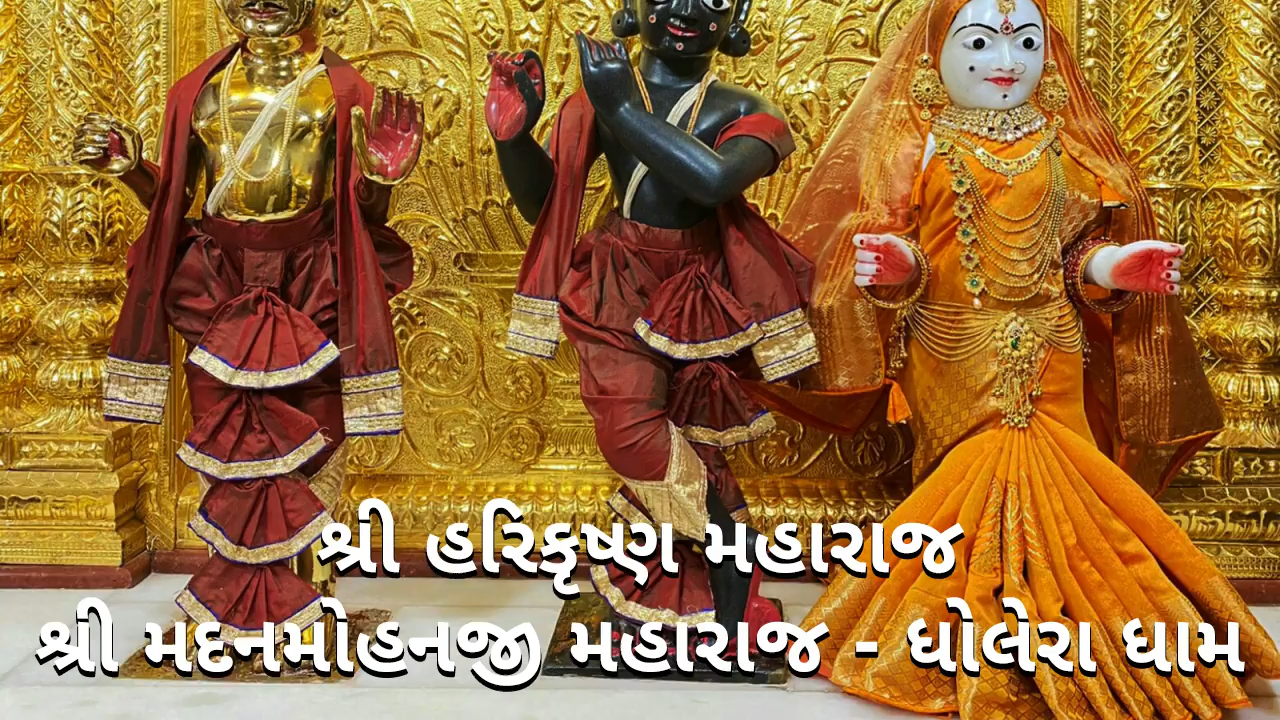 શ્રી હરિકૃષ્ણ મહારાજ
શ્રી મદનમોહનજી મહારાજ - ધોલેરા ધામ